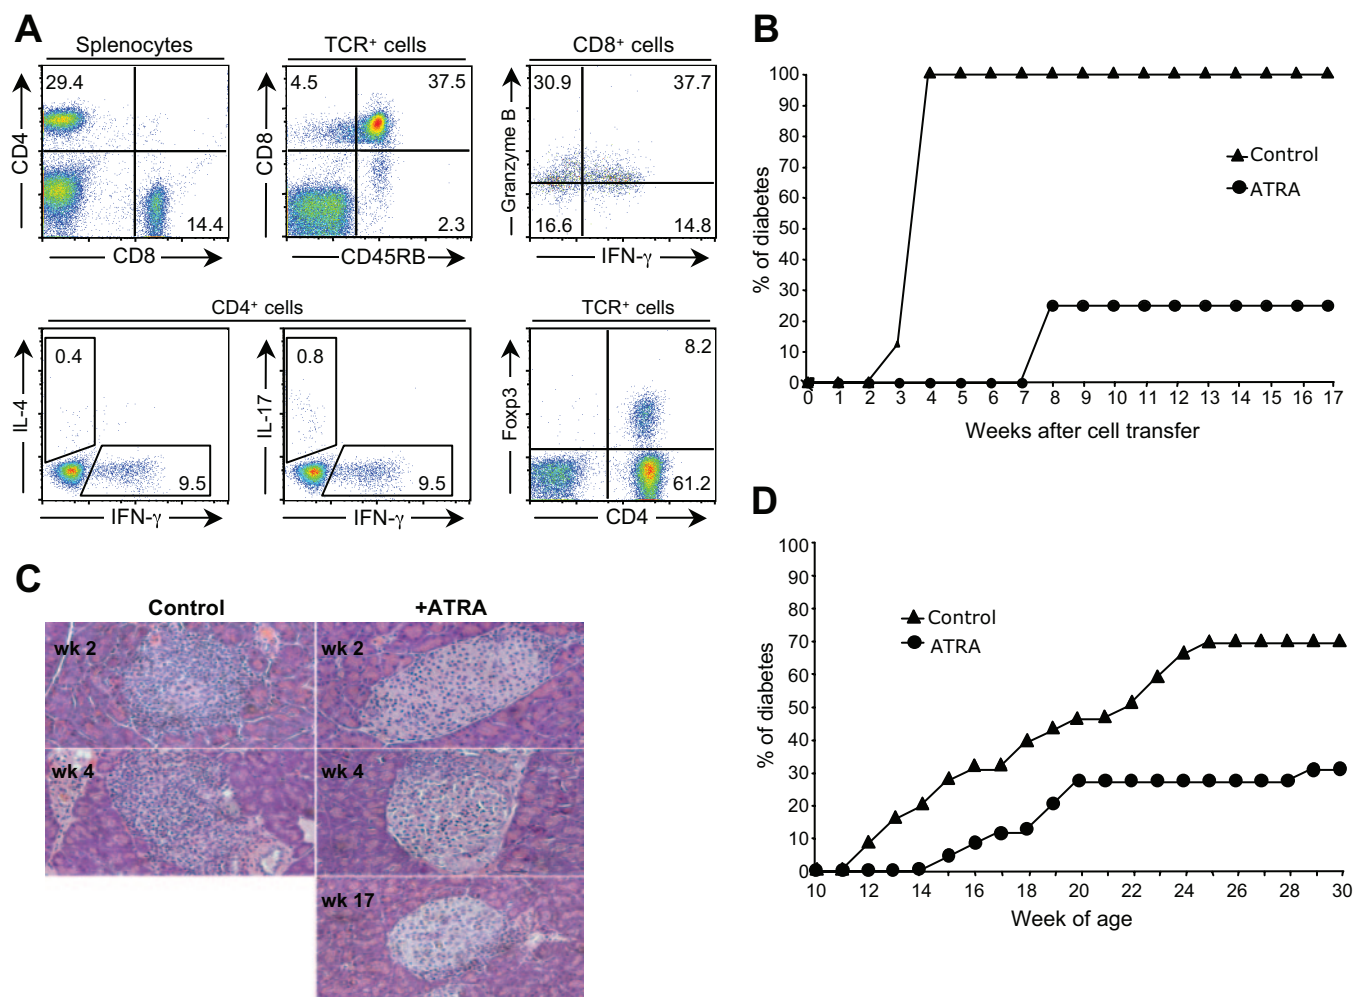 A
Splenocytes
TCR⁺ cells
CD8⁺ cells
29.4
14.4
CD4
CD8
4.5
37.5
2.3
CD8
CD45RB
30.9
37.7
16.6
14.8
Granzyme B
IFN-γ
CD4⁺ cells
TCR⁺ cells
0.4
9.5
IL-4
IFN-γ
0.8
9.5
IL-17
IFN-γ
8.2
61.2
Foxp3
CD4
B
100
90
80
70
60
50
40
30
20
10
0
% of diabetes
Control
ATRA
0 1 2 3 4 5 6 7 8 9 10 11 12 13 14 15 16 17
Weeks after cell transfer
C
Control
+ATRA
wk 2
wk 2
wk 4
wk 4
wk 17
D
100
90
80
70
60
50
40
30
20
10
0
% of diabetes
Control
ATRA
10 12 14 16 18 20 22 24 26 28 30
Week of age